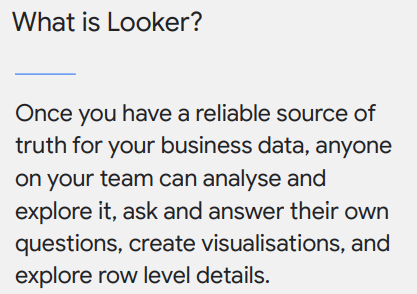 What is Looker?
Once you have a reliable source of
truth for your business data, anyone
on your team can analyse and
explore it, ask and answer their own
questions, create visualisations, and
explore row level details.